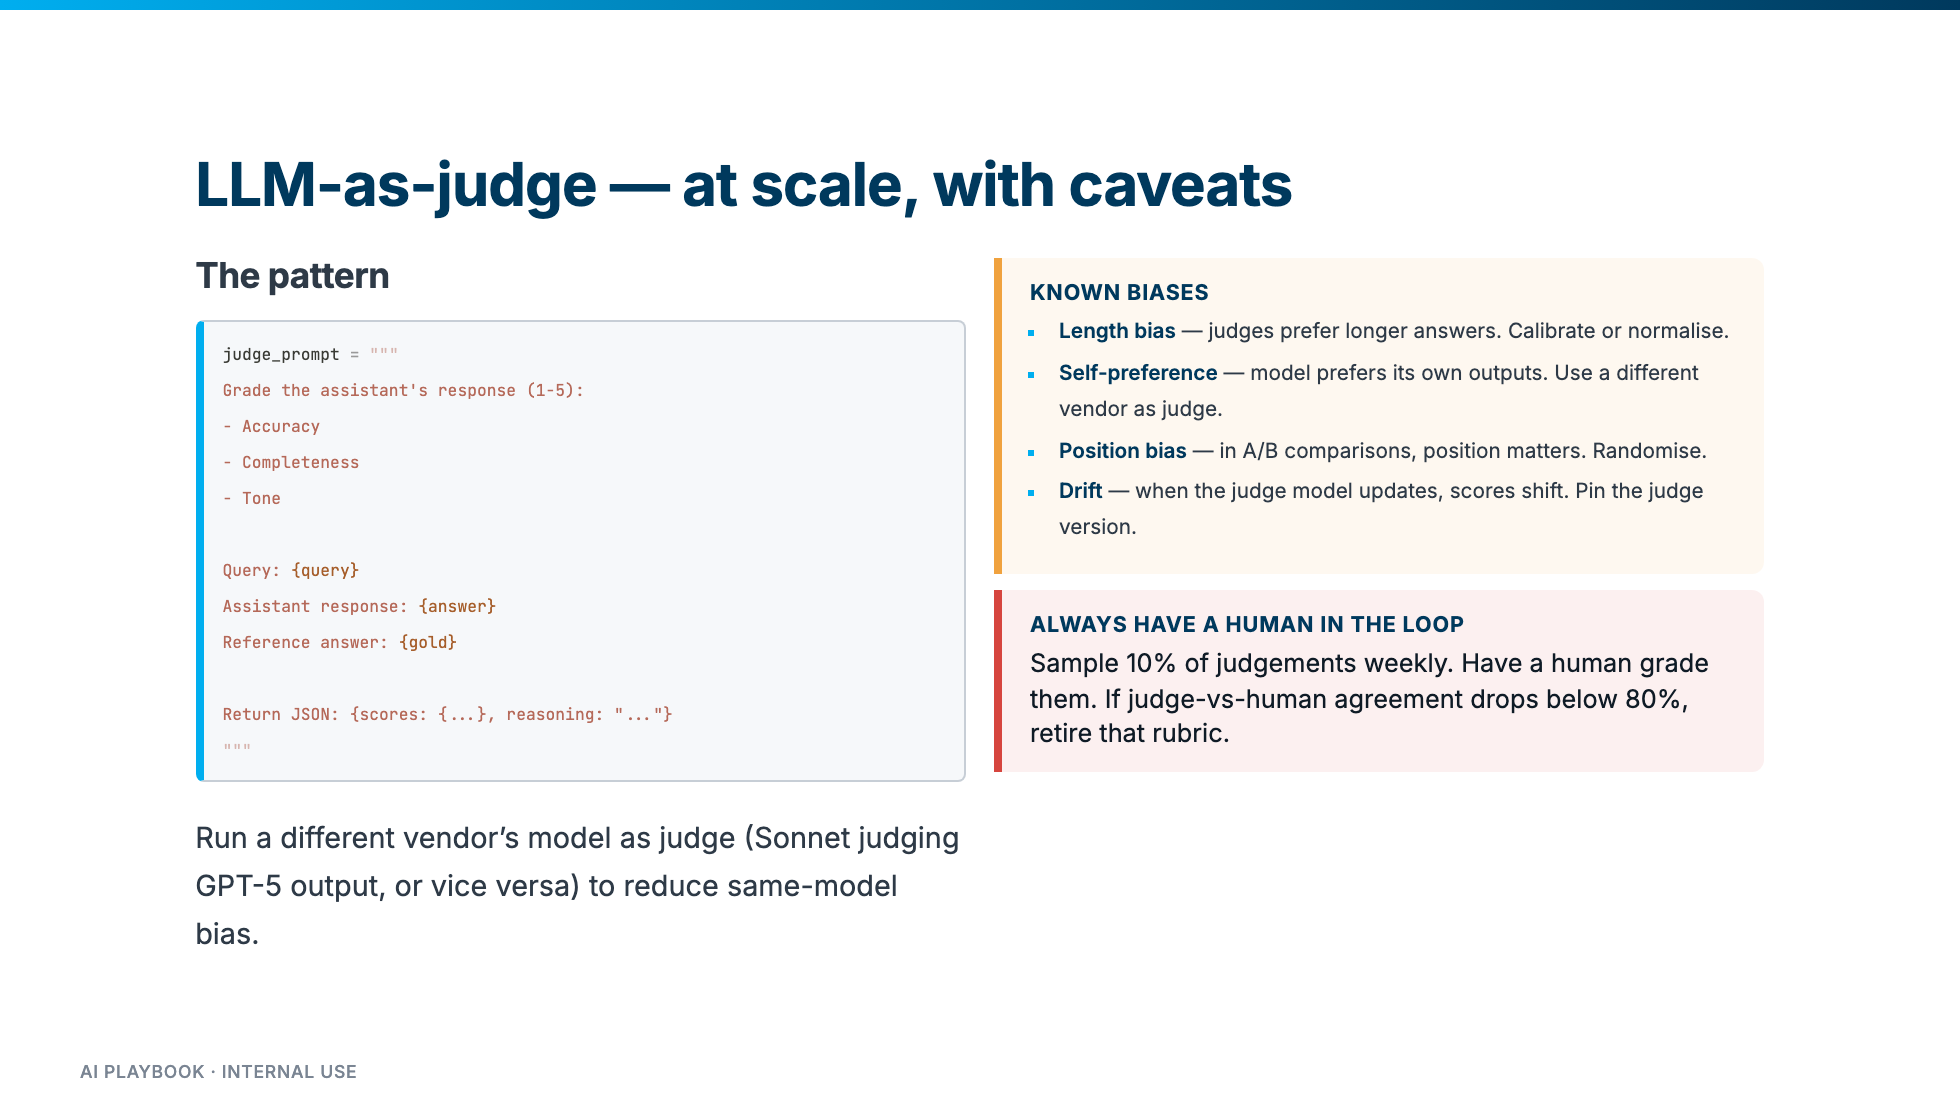 LLM-as-judge — at scale, with caveats
The pattern
judge_prompt = """
Grade the assistant's response (1-5):
- Accuracy
- Completeness
- Tone
Query: {query}
Assistant response: {answer}
Reference answer: {gold}
Return JSON: {scores: {...}, reasoning: "..."}
"""
Run a different vendor’s model as judge (Sonnet judging
GPT-5 output, or vice versa) to reduce same-model
bias.
KNOWN BIASES
Length bias — judges prefer longer answers. Calibrate or normalise.
Self-preference — model prefers its own outputs. Use a different
vendor as judge.
Position bias — in A/B comparisons, position matters. Randomise.
Drift — when the judge model updates, scores shift. Pin the judge
version.
ALWAYS HAVE A HUMAN IN THE LOOP
Sample 10% of judgements weekly. Have a human grade
them. If judge-vs-human agreement drops below 80%,
retire that rubric.
AI PLAYBOOK · INTERNAL USE